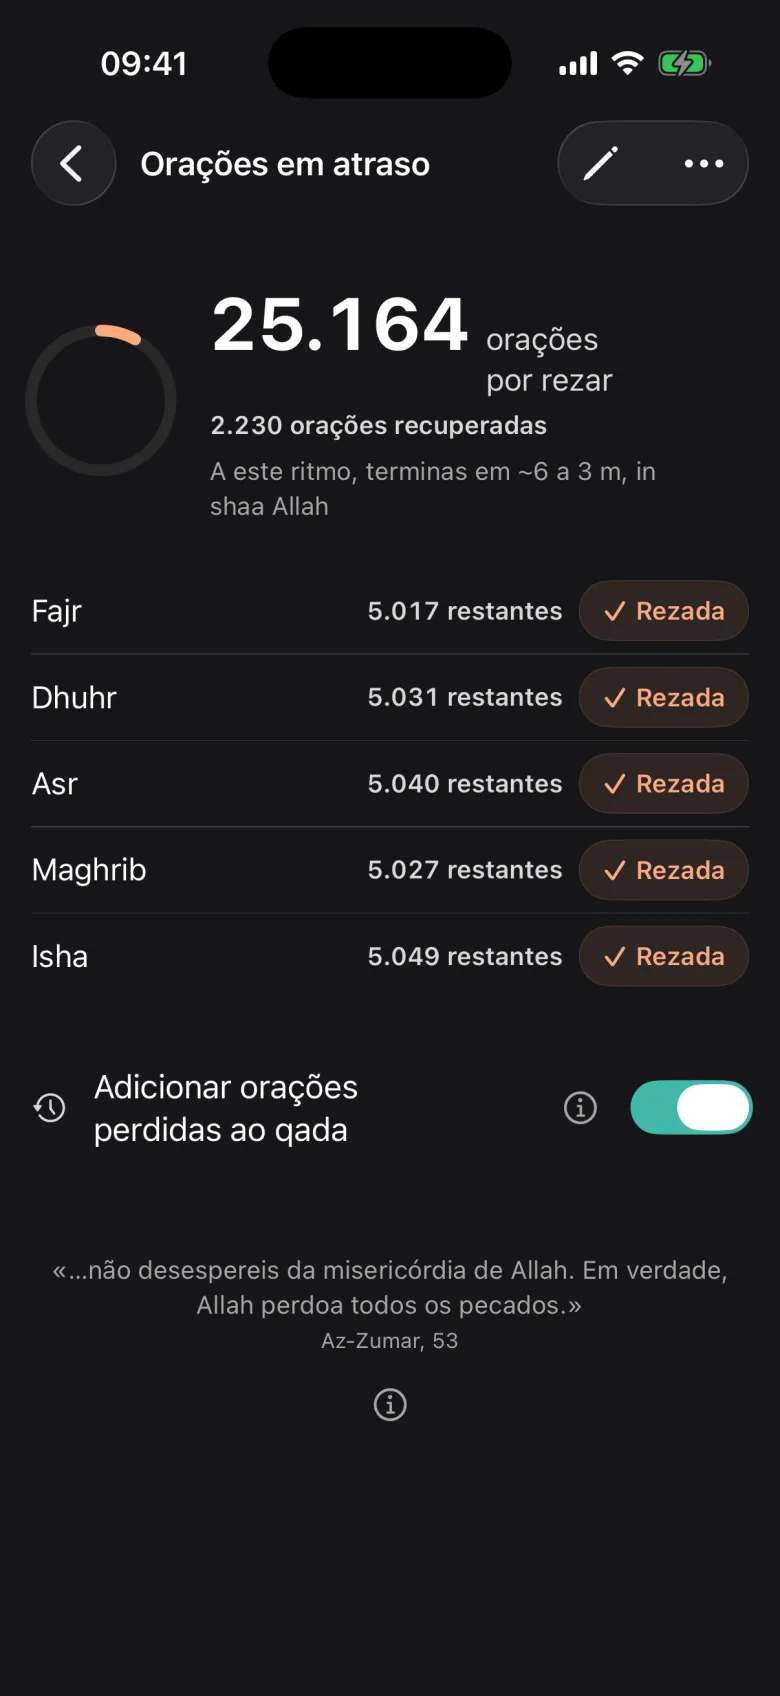 09:41
Orações em atraso
25.164 orações
por rezar
2.230 orações recuperadas
A este ritmo, terminas em ~6 a 3 m, in
shaa Allah
Fajr 5.017 restantes ✓ Rezada
Dhuhr 5.031 restantes ✓ Rezada
Asr 5.040 restantes ✓ Rezada
Maghrib 5.027 restantes ✓ Rezada
Isha 5.049 restantes ✓ Rezada
Adicionar orações
perdidas ao qada
«...não desespereis da misericórdia de Allah. Em verdade,
Allah perdoa todos os pecados.»
Az-Zumar, 53